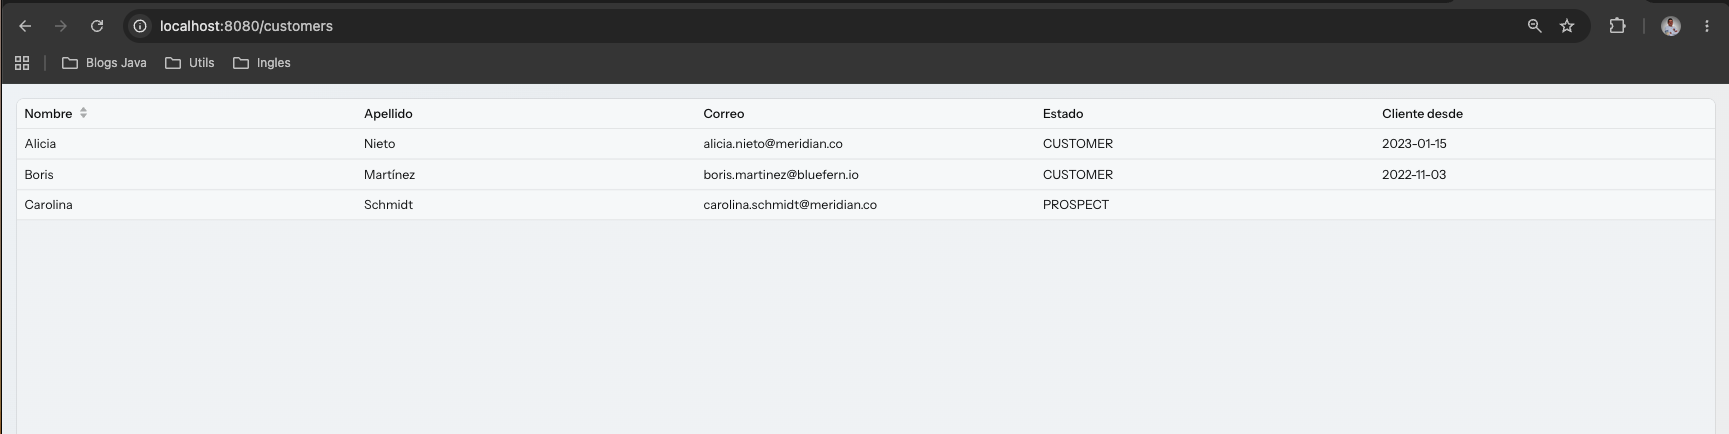 localhost:8080/customers
Blogs Java Utils Ingles
Nombre Apellido Correo Estado Cliente desde
Alicia Nieto alicia.nieto@meridian.co CUSTOMER 2023-01-15
Boris Martínez boris.martinez@bluefern.io CUSTOMER 2022-11-03
Carolina Schmidt carolina.schmidt@meridian.co PROSPECT